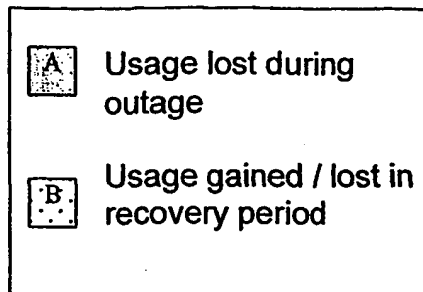 A
Usage lost during
outage
B
Usage gained / lost in
recovery period